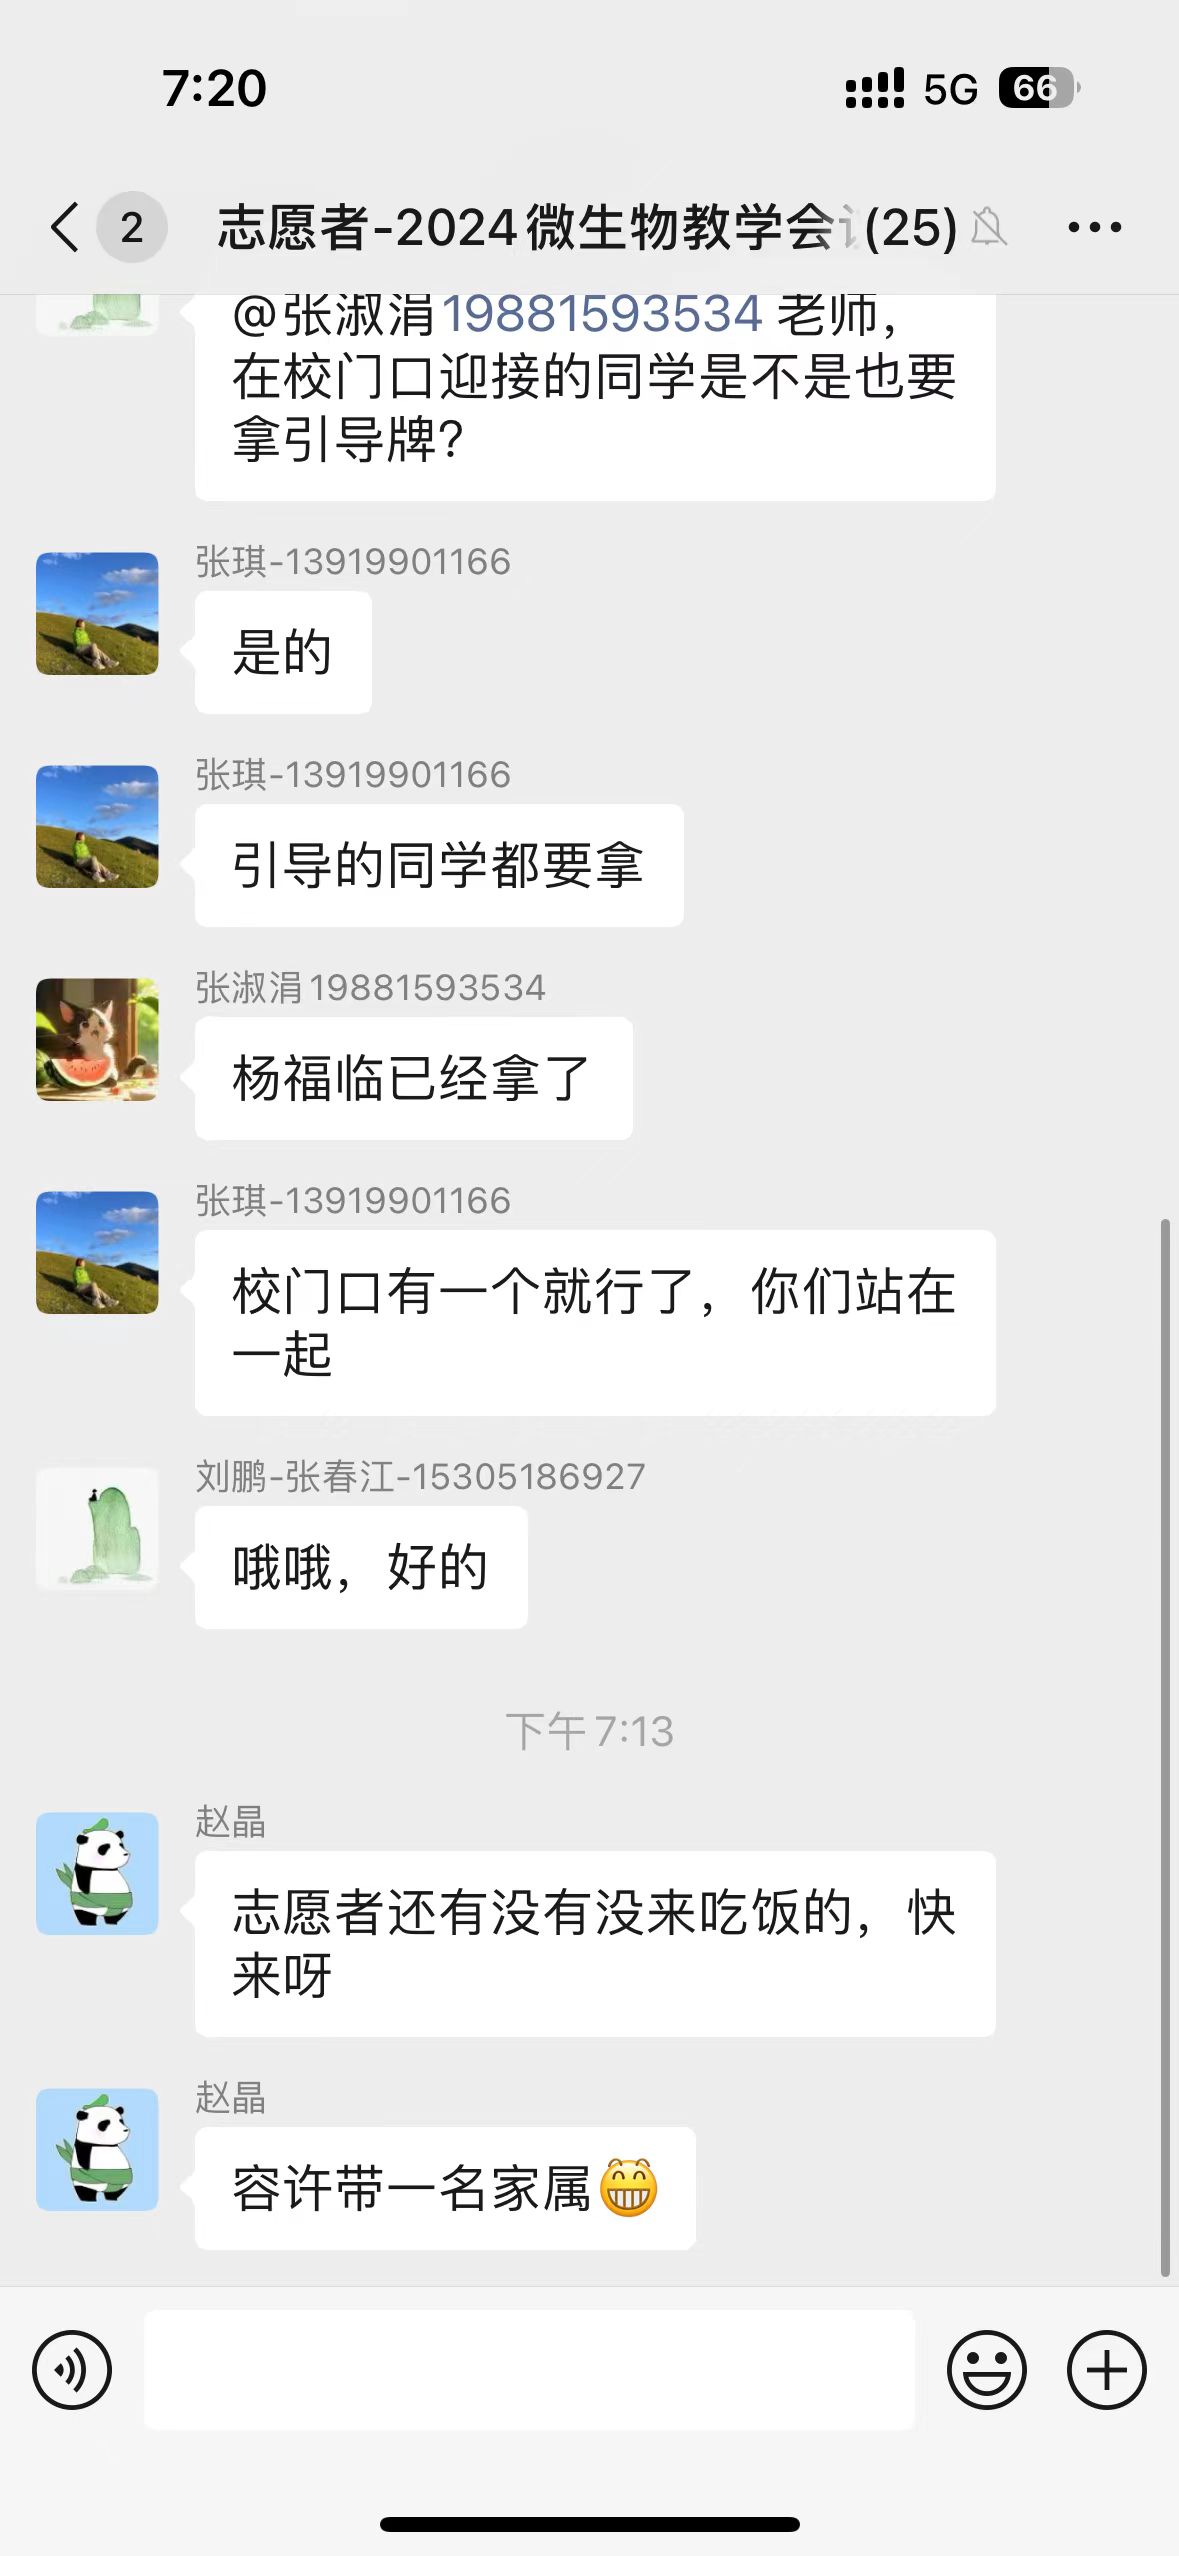 7:20
5G
66
2
志愿者-2024微生物教学会(25)
@张淑涓19881593534 老师，
在校门口迎接的同学是不是也要
拿引导牌?
张琪-13919901166
是的
张琪-13919901166
引导的同学都要拿
张淑涓19881593534
杨福临已经拿了
张琪-13919901166
校门口有一个就行了，你们站在
一起
刘鹏-张春江-15305186927
哦哦，好的
下午7:13
赵晶
志愿者还有没有没来吃饭的，快
来呀
赵晶
容许带一名家属